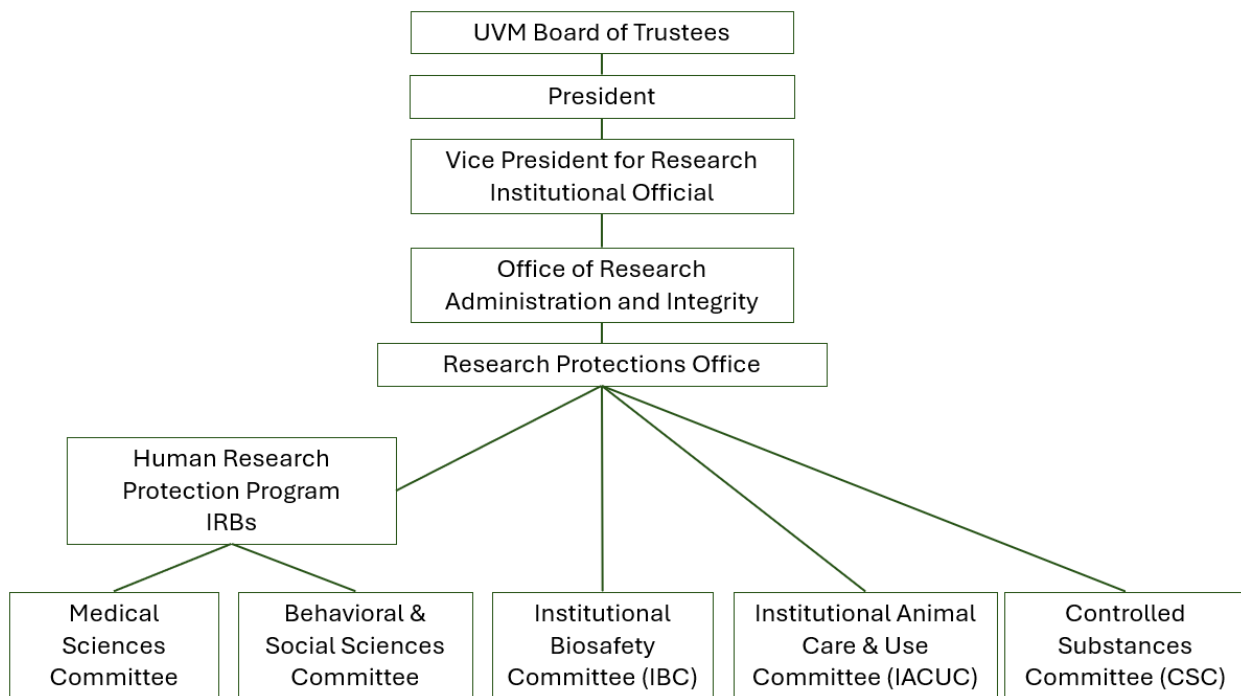 UVM Board of Trustees
President
Vice President for Research
Institutional Official
Office of Research
Administration and Integrity
Research Protections Office
Human Research
Protection Program
IRBs
Medical
Sciences
Committee
Behavioral &
Social Sciences
Committee
Institutional
Biosafety
Committee (IBC)
Institutional Animal
Care & Use
Committee (IACUC)
Controlled
Substances
Committee (CSC)